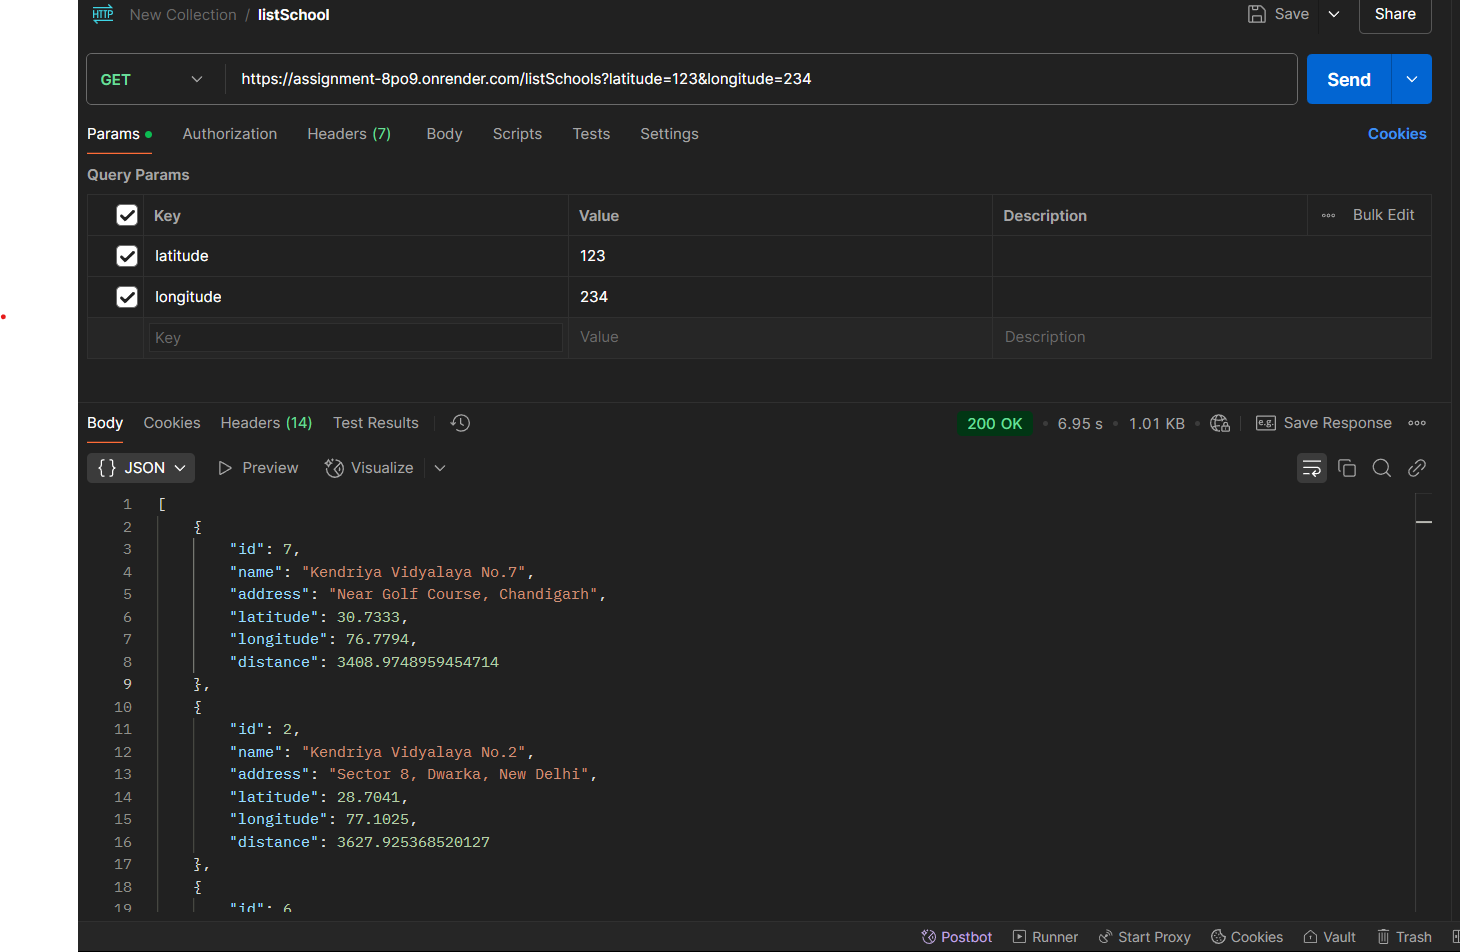 HTTP New Collection / listSchool Save Share
GET https://assignment-8po9.onrender.com/listSchools?latitude=123&longitude=234 Send
Params Authorization Headers (7) Body Scripts Tests Settings Cookies
Query Params
Key Value Description Bulk Edit
latitude 123
longitude 234
Key Value Description
Body Cookies Headers (14) Test Results 200 OK 6.95 s 1.01 KB e.g. Save Response
{} JSON Preview Visualize
1 [
2 {
3 "id": 7,
4 "name": "Kendriya Vidyalaya No.7",
5 "address": "Near Golf Course, Chandigarh",
6 "latitude": 30.7333,
7 "longitude": 76.7794,
8 "distance": 3408.9748959454714
9 },
10 {
11 "id": 2,
12 "name": "Kendriya Vidyalaya No.2",
13 "address": "Sector 8, Dwarka, New Delhi",
14 "latitude": 28.7041,
15 "longitude": 77.1025,
16 "distance": 3627.925368520127
17 },
18 {
19 "id": 6
Postbot Runner Start Proxy Cookies Vault Trash